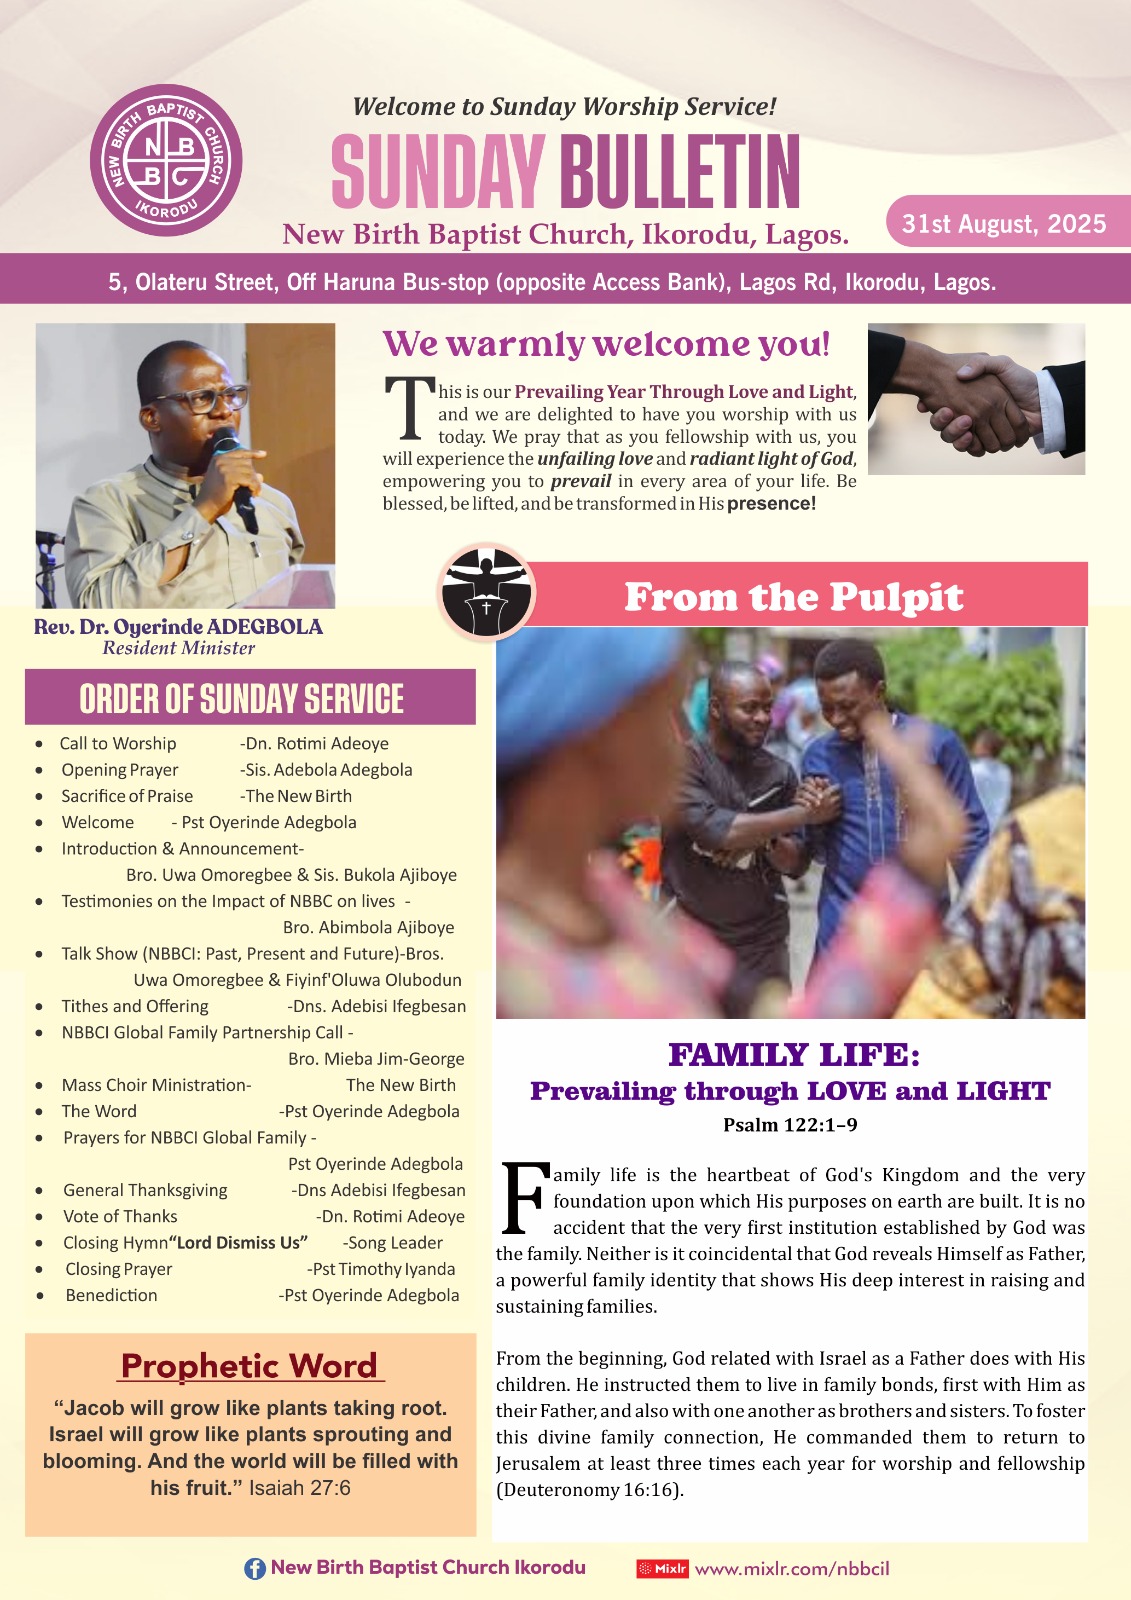 NEW BIRTH BAPTIST CHURCH
N B
B C
IKORODU
Welcome to Sunday Worship Service!
SUNDAY BULLETIN
New Birth Baptist Church, Ikorodu, Lagos.
31st August, 2025
5, Olateru Street, Off Haruna Bus-stop (opposite Access Bank), Lagos Rd, Ikorodu, Lagos.
We warmly welcome you!
This is our Prevailing Year Through Love and Light,
and we are delighted to have you worship with us
today. We pray that as you fellowship with us, you
will experience the unfailing love and radiant light of God,
empowering you to prevail in every area of your life. Be
blessed, be lifted, and be transformed in His presence!
Rev. Dr. Oyerinde ADEGBOLA
Resident Minister
ORDER OF SUNDAY SERVICE
• Call to Worship -Dn. Rotimi Adeoye
• Opening Prayer -Sis. Adebola Adegbola
• Sacrifice of Praise -The New Birth
• Welcome - Pst Oyerinde Adegbola
• Introduction & Announcement-
Bro. Uwa Omoregbee & Sis. Bukola Ajiboye
• Testimonies on the Impact of NBBC on lives -
Bro. Abimbola Ajiboye
• Talk Show (NBBCI: Past, Present and Future)-Bros.
Uwa Omoregbee & Fiyinf'Oluwa Olubodun
• Tithes and Offering -Dns. Adebisi Ifegbesan
• NBBCI Global Family Partnership Call -
Bro. Mieba Jim-George
• Mass Choir Ministration- The New Birth
• The Word -Pst Oyerinde Adegbola
• Prayers for NBBCI Global Family -
Pst Oyerinde Adegbola
• General Thanksgiving -Dns Adebisi Ifegbesan
• Vote of Thanks -Dn. Rotimi Adeoye
• Closing Hymn“Lord Dismiss Us” -Song Leader
• Closing Prayer -Pst Timothy Iyanda
• Benediction -Pst Oyerinde Adegbola
Prophetic Word
“Jacob will grow like plants taking root.
Israel will grow like plants sprouting and
blooming. And the world will be filled with
his fruit.” Isaiah 27:6
From the Pulpit
FAMILY LIFE:
Prevailing through LOVE and LIGHT
Psalm 122:1–9
Family life is the heartbeat of God's Kingdom and the very
foundation upon which His purposes on earth are built. It is no
accident that the very first institution established by God was
the family. Neither is it coincidental that God reveals Himself as Father,
a powerful family identity that shows His deep interest in raising and
sustaining families.
From the beginning, God related with Israel as a Father does with His
children. He instructed them to live in family bonds, first with Him as
their Father, and also with one another as brothers and sisters. To foster
this divine family connection, He commanded them to return to
Jerusalem at least three times each year for worship and fellowship
(Deuteronomy 16:16).
New Birth Baptist Church Ikorodu
Mixlr www.mixlr.com/nbbcil